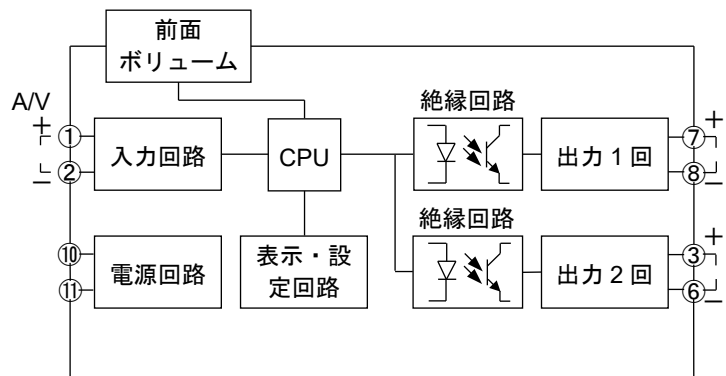 前面
ボリューム
A/V
+
①
②
−
入力回路
CPU
絶縁回路
出力 1 回
+
⑦
⑧
−
⑩
⑪
電源回路
表示・設
定回路
絶縁回路
出力 2 回
+
③
⑥
−